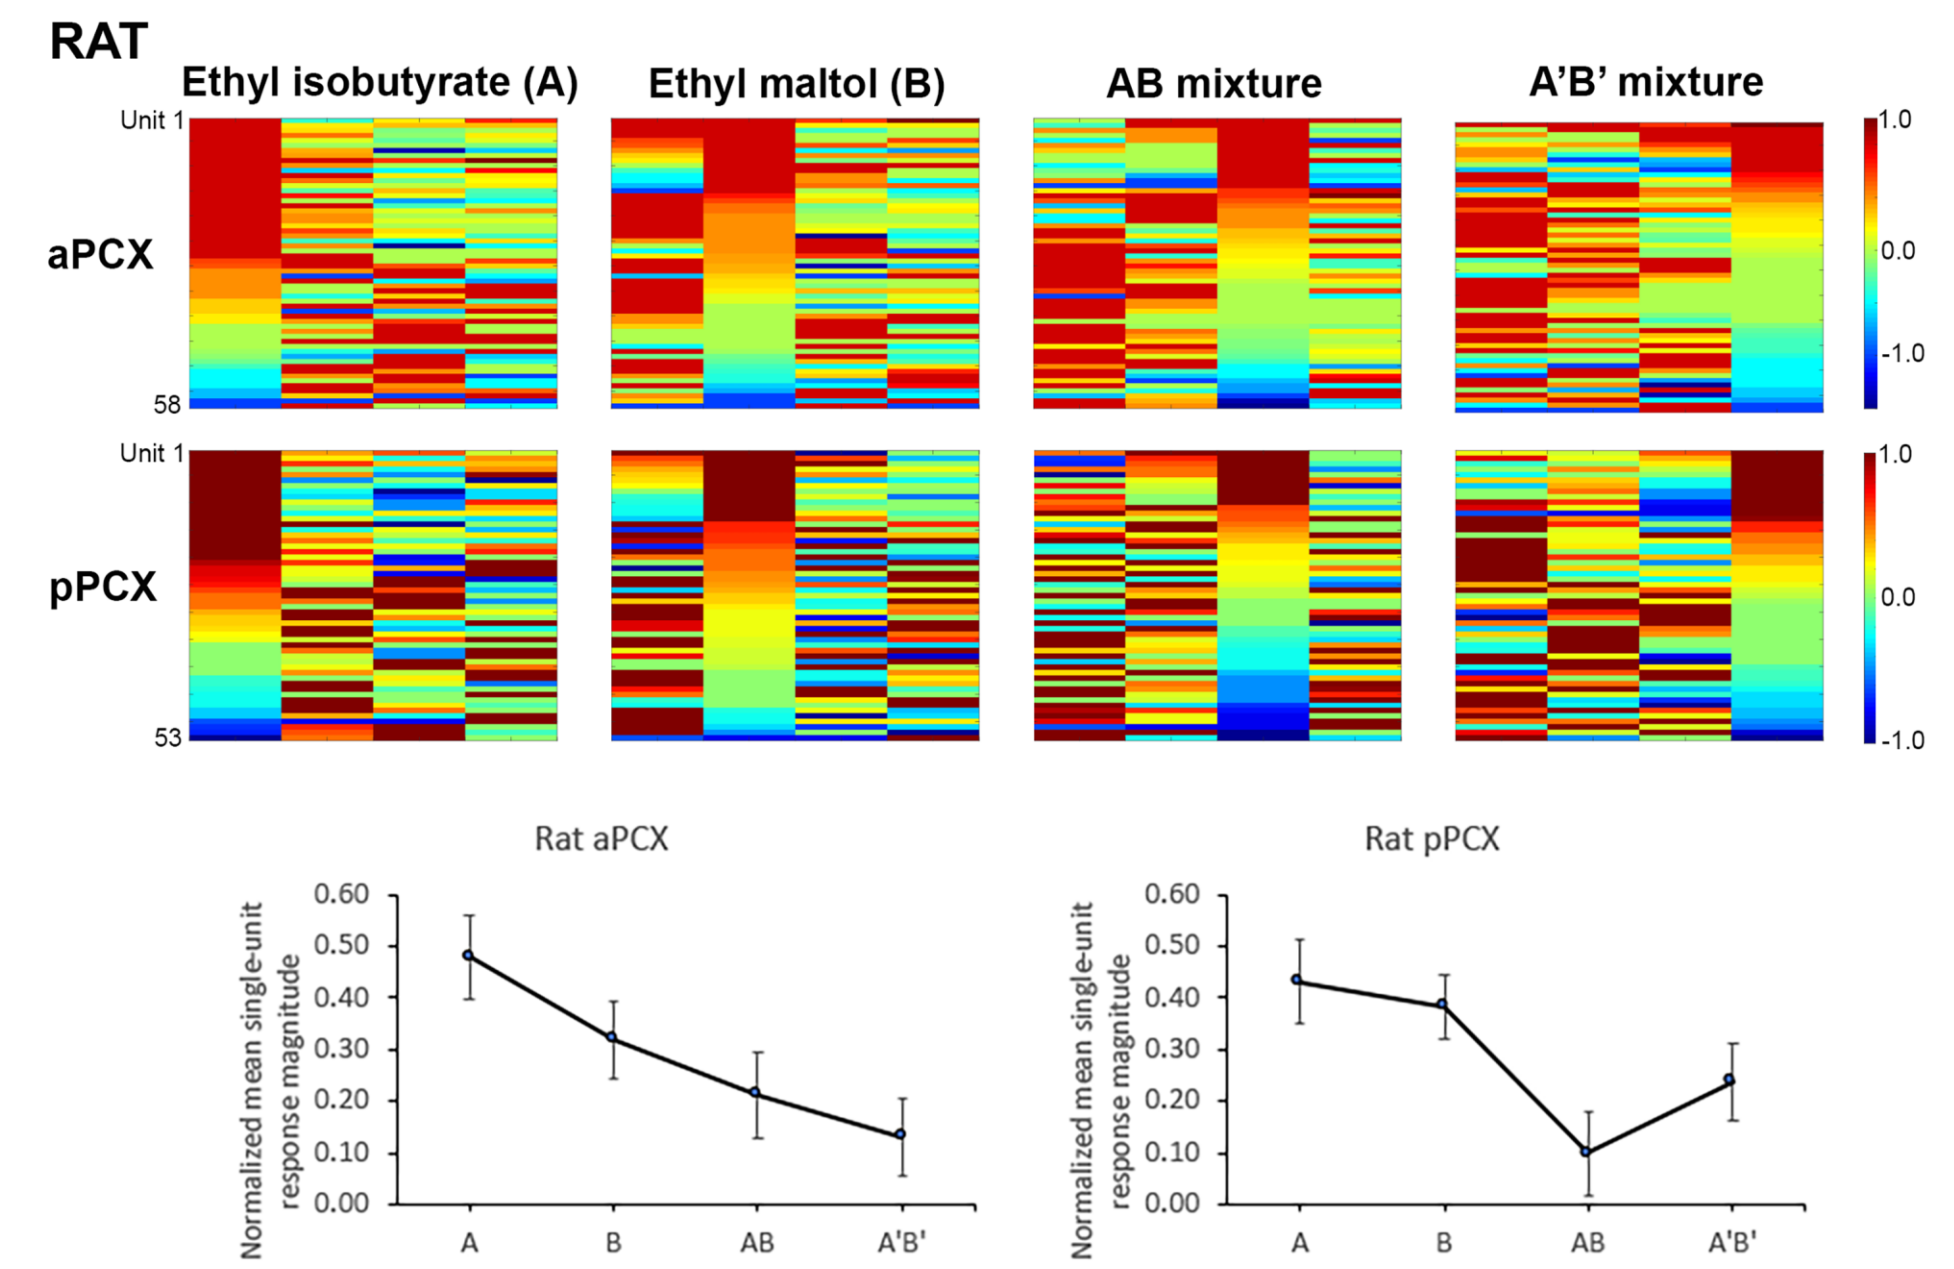 RAT
Ethyl isobutyrate (A)
Ethyl maltol (B)
AB mixture
A’B’ mixture
Unit 1
aPCX
58
1.0
0.0
-1.0
Unit 1
pPCX
53
1.0
0.0
-1.0
Rat aPCX
Normalized mean single-unit
response magnitude
0.60
0.50
0.40
0.30
0.20
0.10
0.00
A
B
AB
A'B'
Rat pPCX
Normalized mean single-unit
response magnitude
0.60
0.50
0.40
0.30
0.20
0.10
0.00
A
B
AB
A'B'